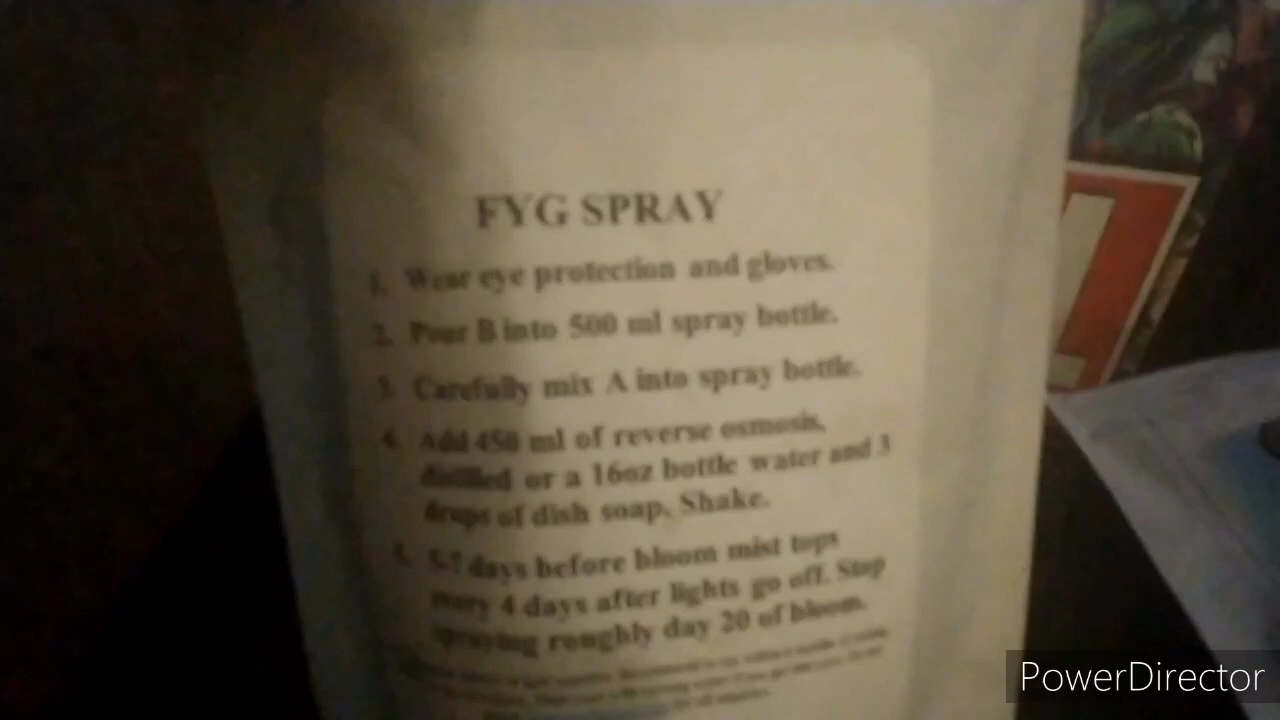 FYG SPRAY
1. Wear eye protection and gloves.
2. Pour B into 500 ml spray bottle.
3. Carefully mix A into spray bottle.
4. Add 450 ml of reverse osmosis,
distilled or a 16oz bottle water and 3
drops of dish soap. Shake.
5. 5-7 days before bloom mist tops
every 4 days after lights go off. Stop
spraying roughly day 20 of bloom.
PowerDirector